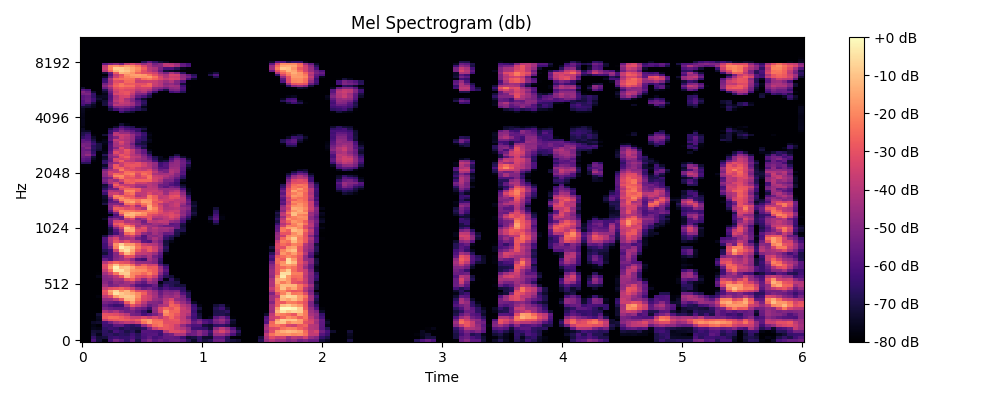 Mel Spectrogram (db)
8192
4096
2048
1024
512
0
Hz
0 1 2 3 4 5 6
Time
+0 dB
-10 dB
-20 dB
-30 dB
-40 dB
-50 dB
-60 dB
-70 dB
-80 dB